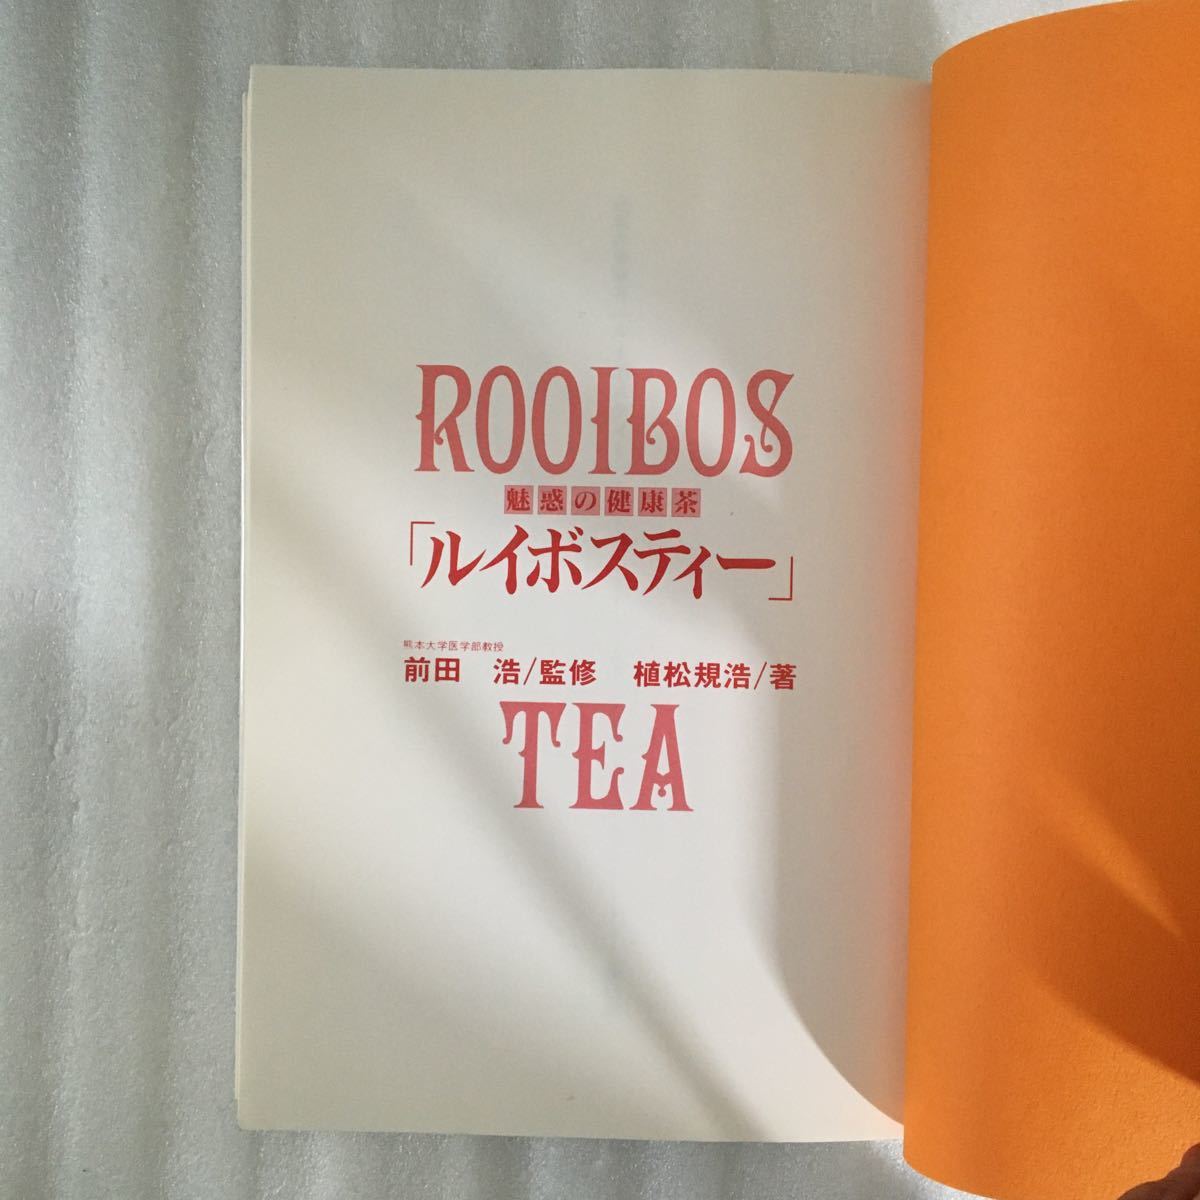 ROOIBOS
魅惑の健康茶
「ルイボスティー」
熊本大学医学部教授
前田 浩/監修 植松規浩/著
TEA